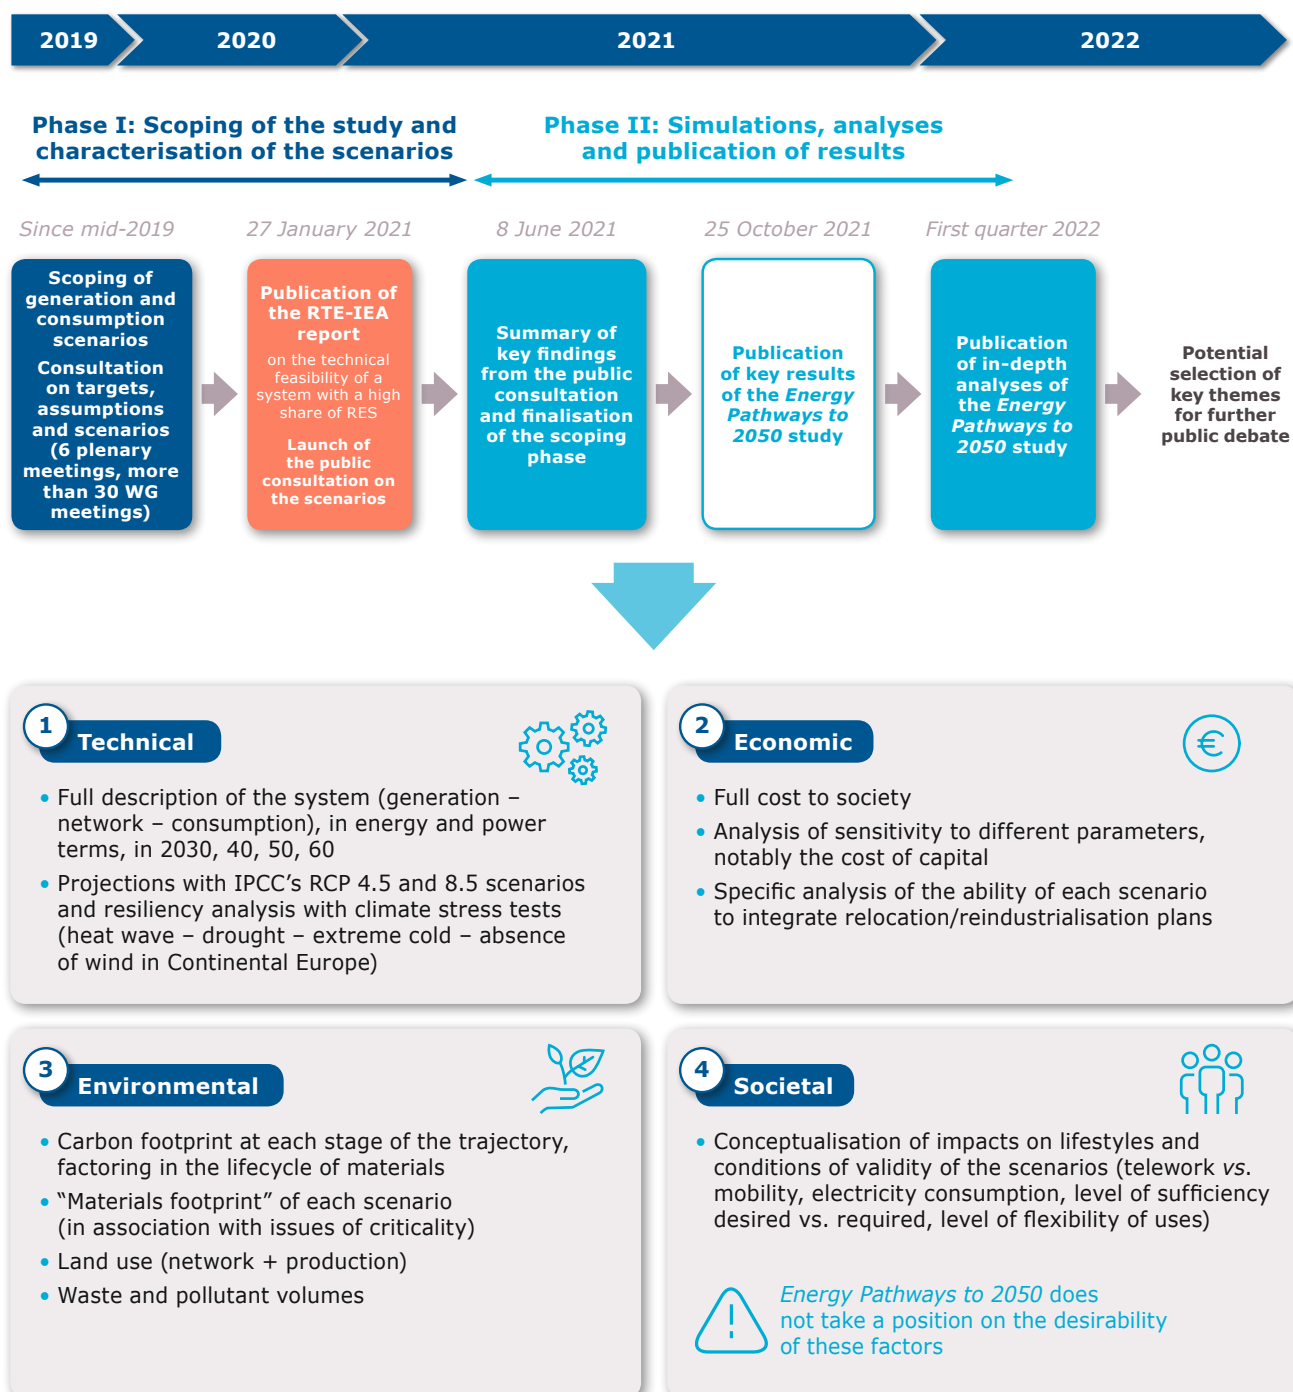 2019
2020
2021
2022
Phase I: Scoping of the study and
characterisation of the scenarios
Phase II: Simulations, analyses
and publication of results
Since mid-2019
27 January 2021
8 June 2021
25 October 2021
First quarter 2022
Scoping of
generation and
consumption
scenarios
Consultation
on targets,
assumptions
and scenarios
(6 plenary
meetings, more
than 30 WG
meetings)
Publication of
the RTE-IEA
report
on the technical
feasibility of a
system with a high
share of RES
Launch of
the public
consultation on
the scenarios
Summary of
key findings
from the public
consultation
and finalisation
of the scoping
phase
Publication
of key results
of the Energy
Pathways to
2050 study
Publication
of in-depth
analyses of
the Energy
Pathways to
2050 study
Potential
selection of
key themes
for further
public debate
1
Technical
• Full description of the system (generation –
network – consumption), in energy and power
terms, in 2030, 40, 50, 60
• Projections with IPCC's RCP 4.5 and 8.5 scenarios
and resiliency analysis with climate stress tests
(heat wave – drought – extreme cold – absence
of wind in Continental Europe)
2
Economic
€
• Full cost to society
• Analysis of sensitivity to different parameters,
notably the cost of capital
• Specific analysis of the ability of each scenario
to integrate relocation/reindustrialisation plans
3
Environmental
• Carbon footprint at each stage of the trajectory,
factoring in the lifecycle of materials
• “Materials footprint” of each scenario
(in association with issues of criticality)
• Land use (network + production)
• Waste and pollutant volumes
4
Societal
• Conceptualisation of impacts on lifestyles and
conditions of validity of the scenarios (telework vs.
mobility, electricity consumption, level of sufficiency
desired vs. required, level of flexibility of uses)
Energy Pathways to 2050 does
not take a position on the desirability
of these factors